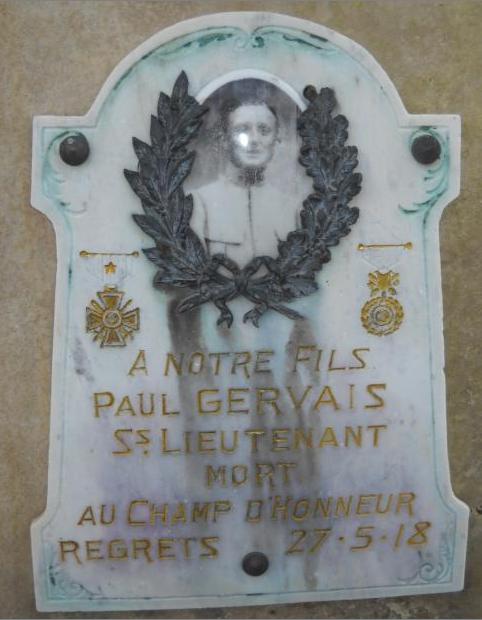 A NOTRE FILS
PAUL GERVAIS
Ss LIEUTENANT
MORT
AU CHAMP D'HONNEUR
REGRETS 27·5·18